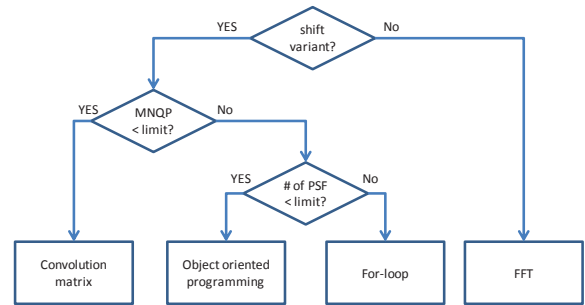 YES
shift
variant?
No
YES
MNQP
< limit?
No
YES
# of PSF
< limit?
No
Convolution
matrix
Object oriented
programming
For-loop
FFT